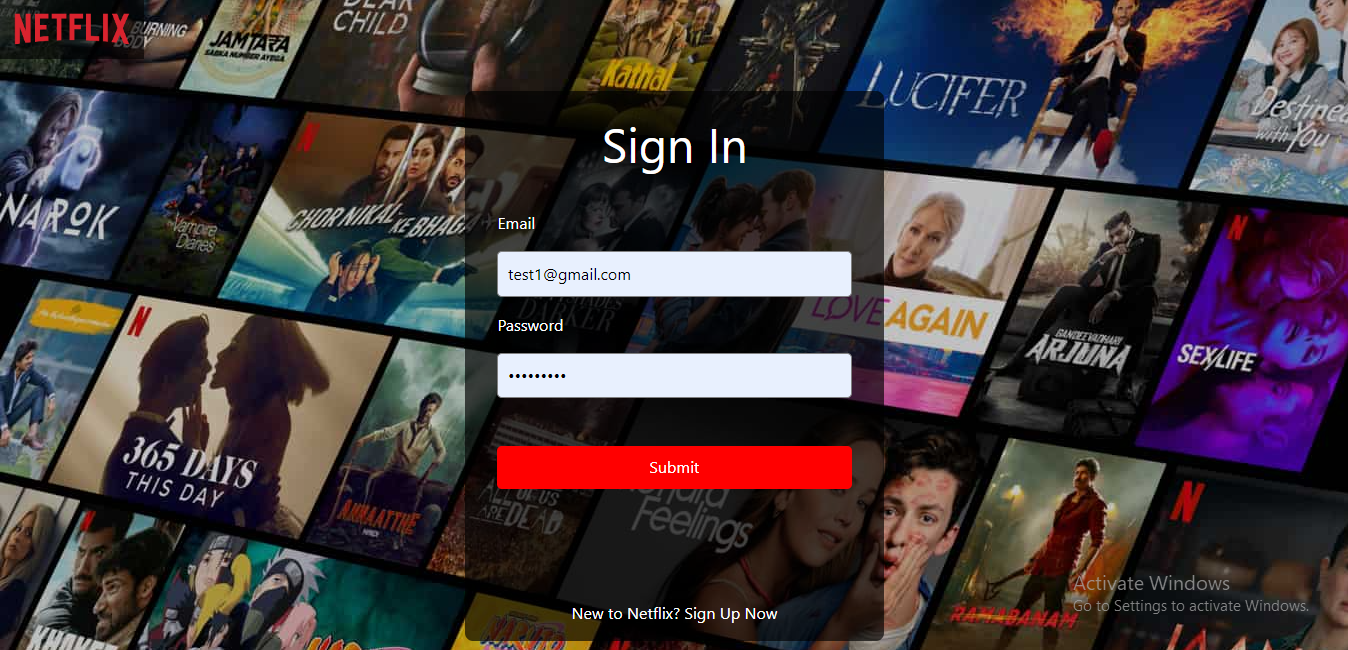 NETFLIX
BURNING
BODY
JAMTARA
SABKA NUMBER AYEGA
DEAR
CHILD
Kathal
LUCIFER
Destined
with You
Sign In
NAROK
The
Vampire
Diaries
CHOR NIKAL
KE BHAGA
N
Email
test1@gmail.com
Password
•••••••••
LOVE AGAIN
GANDEEVADHARI
ARJUNA
N
SEX/LIFE
N
365 DAYS
THIS DAY
ANNAATTHE
HINDI
Submit
ALL OF US
ARE DEAD
Feelings
N
RAMABANAM
New to Netflix? Sign Up Now
Activate Windows
Go to Settings to activate Windows.